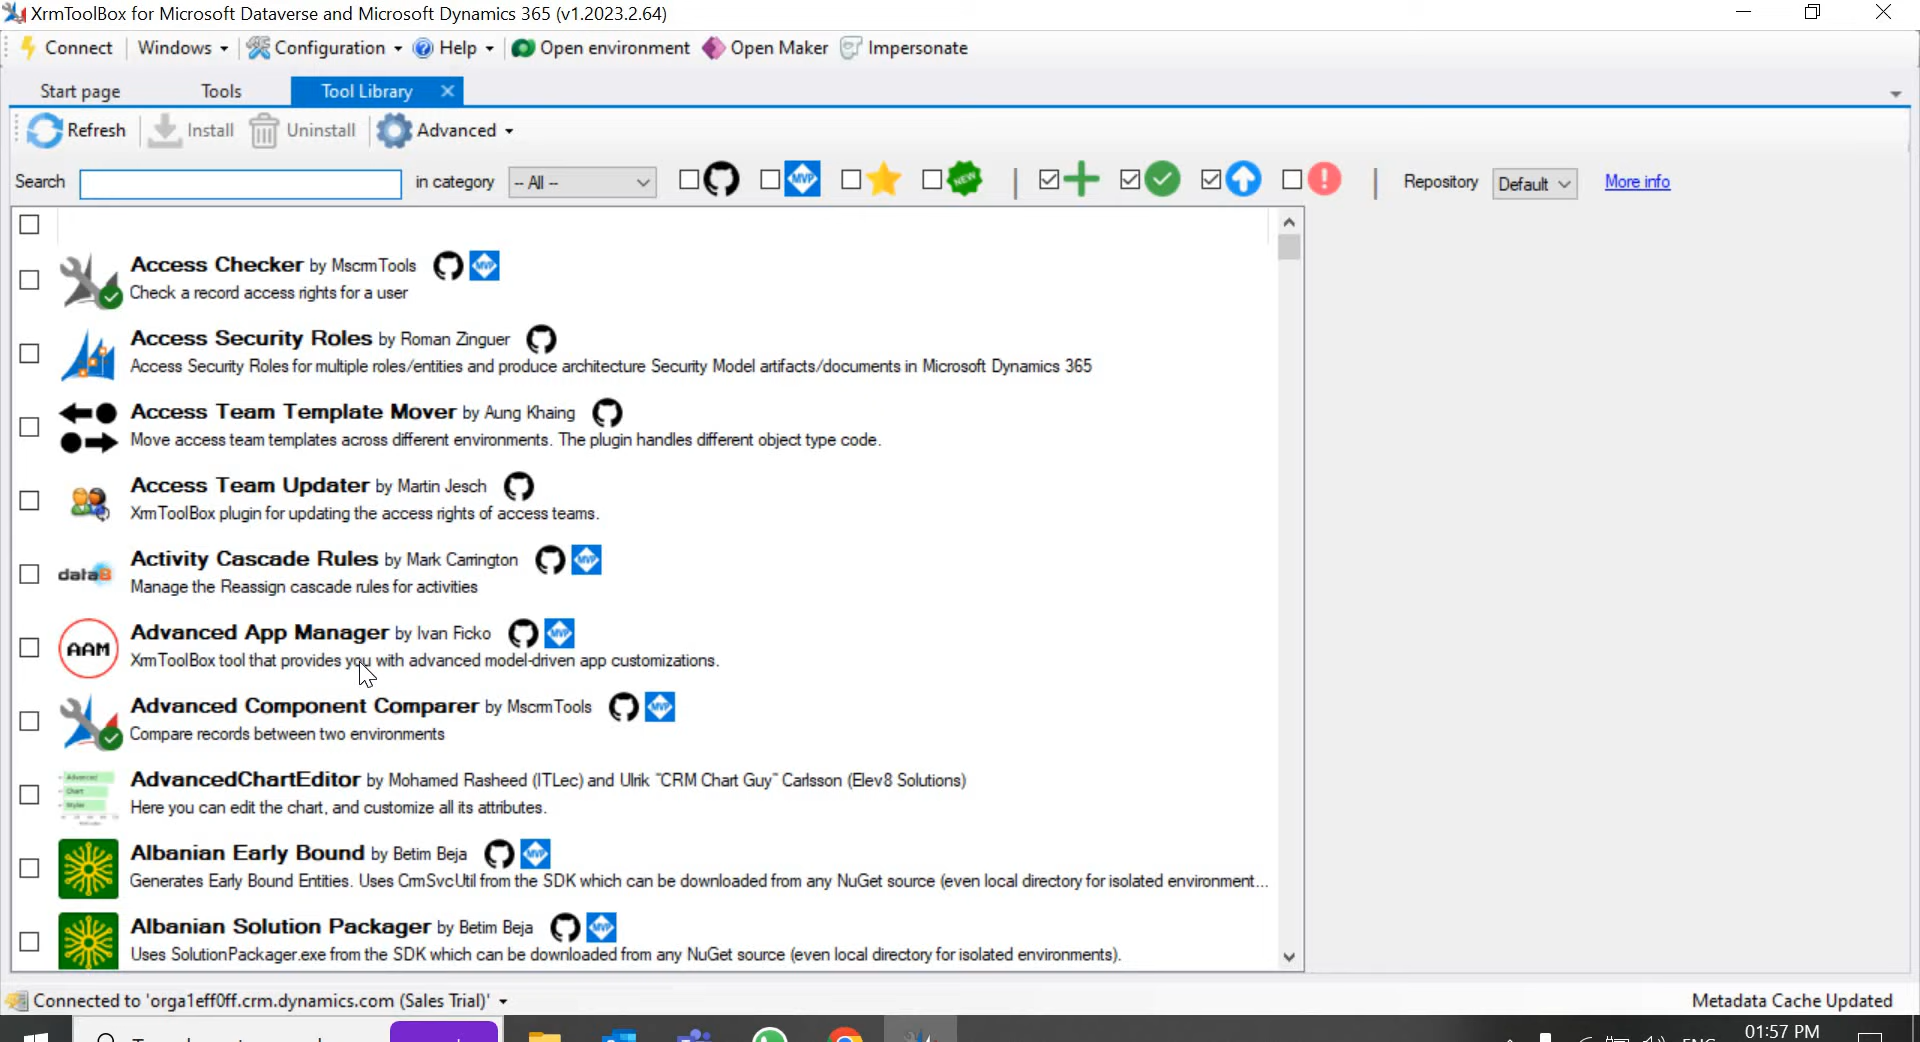 XrmToolBox for Microsoft Dataverse and Microsoft Dynamics 365 (v1.2023.2.64)
Connect Windows Configuration Help Open environment Open Maker Impersonate
Start page Tools Tool Library
Refresh Install Uninstall Advanced
Search in category -- All -- MVP NEW Repository Default More info
Access Checker by MscrmTools MVP
Check a record access rights for a user
Access Security Roles by Roman Zinguer
Access Security Roles for multiple roles/entities and produce architecture Security Model artifacts/documents in Microsoft Dynamics 365
Access Team Template Mover by Aung Khaing
Move access team templates across different environments. The plugin handles different object type code.
Access Team Updater by Martin Jesch
XrmToolBox plugin for updating the access rights of access teams.
data8 Activity Cascade Rules by Mark Carrington MVP
Manage the Reassign cascade rules for activities
AAM Advanced App Manager by Ivan Ficko MVP
XrmToolBox tool that provides you with advanced model-driven app customizations.
Advanced Component Comparer by MscrmTools MVP
Compare records between two environments
Advanced Chart AdvancedChartEditor by Mohamed Rasheed (ITLec) and Ulrik "CRM Chart Guy" Carlsson (Elev8 Solutions)
Here you can edit the chart, and customize all its attributes.
Albanian Early Bound by Betim Beja MVP
Generates Early Bound Entities. Uses CrmSvcUtil from the SDK which can be downloaded from any NuGet source (even local directory for isolated environment...
Albanian Solution Packager by Betim Beja MVP
Uses SolutionPackager.exe from the SDK which can be downloaded from any NuGet source (even local directory for isolated environments).
Connected to 'orga1eff0ff.crm.dynamics.com (Sales Trial)' Metadata Cache Updated
01:57 PM